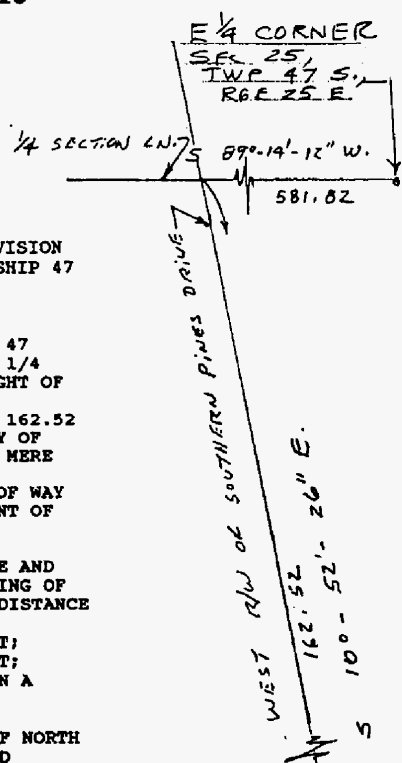 E 1/4 CORNER
SEC 25,
TWP 47 S.,
RGE 25 E.
1/4 SECTION LN.
S 89°-14'-12" W.
581.82
VISION
SHIP 47
47
1/4
GHT OF
162.52
Y OF
MERE
OF WAY
NT OF
E AND
ING OF
DISTANCE
T;
T;
N A
F NORTH
D
WEST R/W OF SOUTHERN PINES DRIVE
162.52
S 10° - 52' - 26" E.